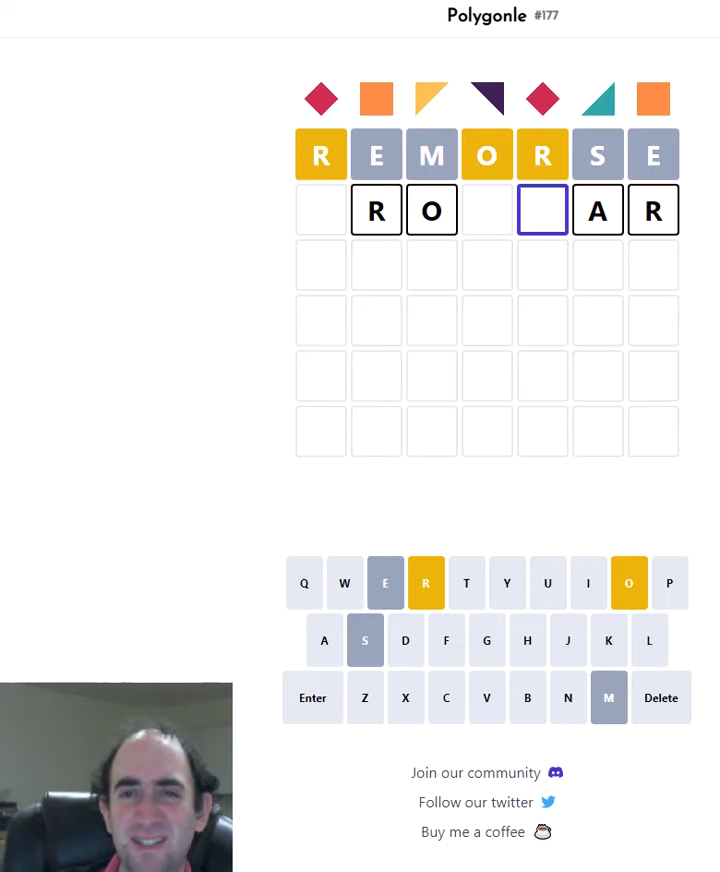 Polygonle #177
R E M O R S E
R O A R
Q W E R T Y U I O P
A S D F G H J K L
Enter Z X C V B N M Delete
Join our community
Follow our twitter
Buy me a coffee